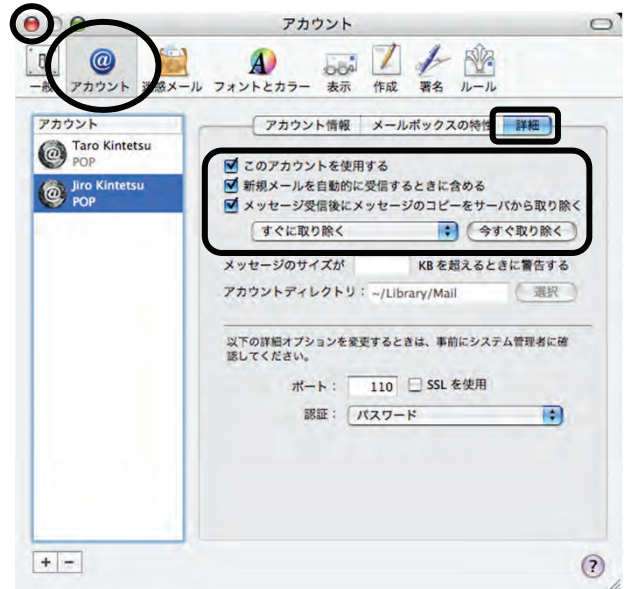 アカウント
一般 アカウント 迷惑メール フォントとカラー 表示 作成 署名 ルール
アカウント
Taro Kintetsu
POP
Jiro Kintetsu
POP
アカウント情報 メールボックスの特性 詳細
このアカウントを使用する
新規メールを自動的に受信するときに含める
メッセージ受信後にメッセージのコピーをサーバから取り除く
すぐに取り除く 今すぐ取り除く
メッセージのサイズが KB を超えるときに警告する
アカウントディレクトリ： ~/Library/Mail 選択
以下の詳細オプションを変更するときは、事前にシステム管理者に確
認してください。
ポート： 110 SSL を使用
認証： パスワード
+ − ?